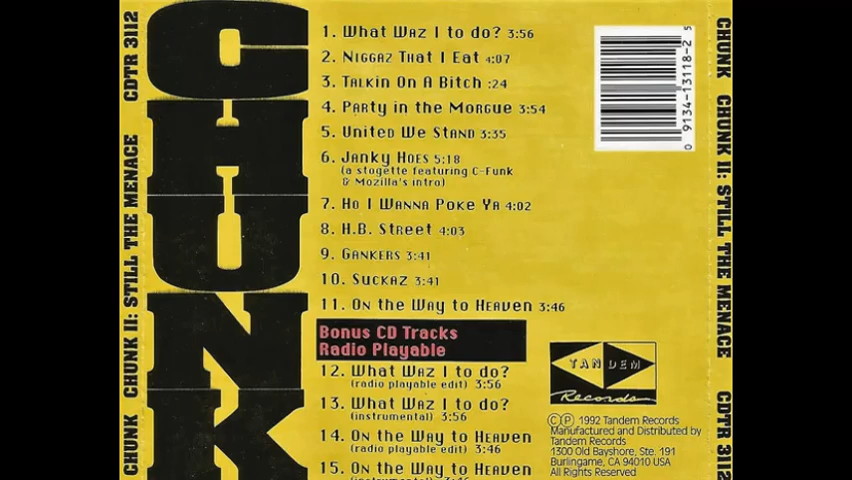 CHUNK CHUNK II: STILL THE MENACE CDTR 3112
CHUNK
1. What Waz I to do? 3:56
2. Niggaz That I Eat 4:07
3. Talkin On A Bitch :24
4. Party in the Morgue 3:54
5. United We Stand 3:35
6. Janky Hoes 5:18
(a stogette featuring C-Funk
& Mozilla's intro)
7. Ho I Wanna Poke Ya 4:02
8. H.B. Street 4:03
9. Gankers 3:41
10. Suckaz 3:41
11. On the Way to Heaven 3:46
Bonus CD Tracks
Radio Playable
12. What Waz I to do?
(radio playable edit) 3:56
13. What Waz I to do?
(instrumental) 3:56
14. On the Way to Heaven
(radio playable edit) 3:46
15. On the Way to Heaven
(instrumental) 3:46
0 9134-13118-2 5
TANDEM
Records
©℗ 1992 Tandem Records
Manufactured and Distributed by
Tandem Records
1300 Old Bayshore, Ste. 191
Burlingame, CA 94010 USA
All Rights Reserved
CHUNK CHUNK II: STILL THE MENACE CDTR 3112